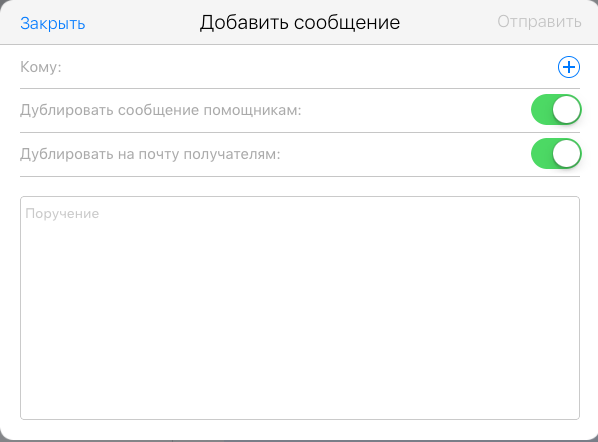 Закрыть Добавить сообщение Отправить
Кому:
Дублировать сообщение помощникам:
Дублировать на почту получателям:
Поручение